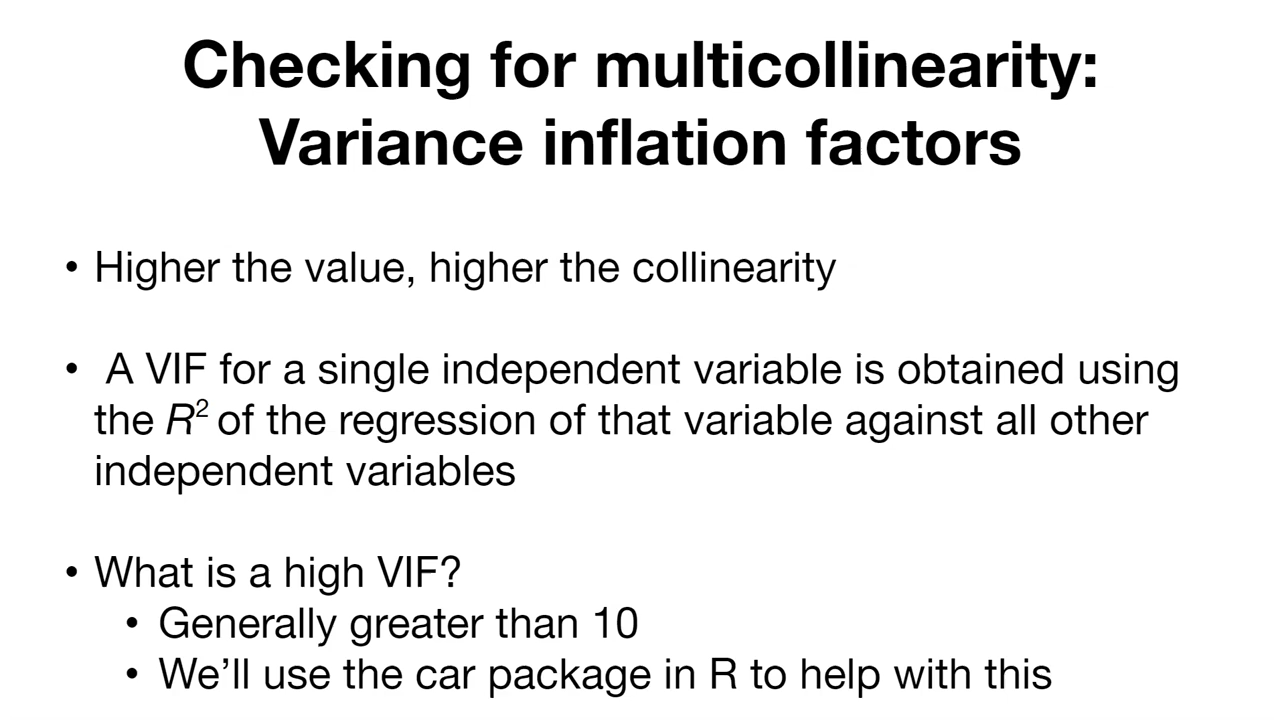 Checking for multicollinearity:
Variance inflation factors
• Higher the value, higher the collinearity
• A VIF for a single independent variable is obtained using
the R² of the regression of that variable against all other
independent variables
• What is a high VIF?
• Generally greater than 10
• We’ll use the car package in R to help with this